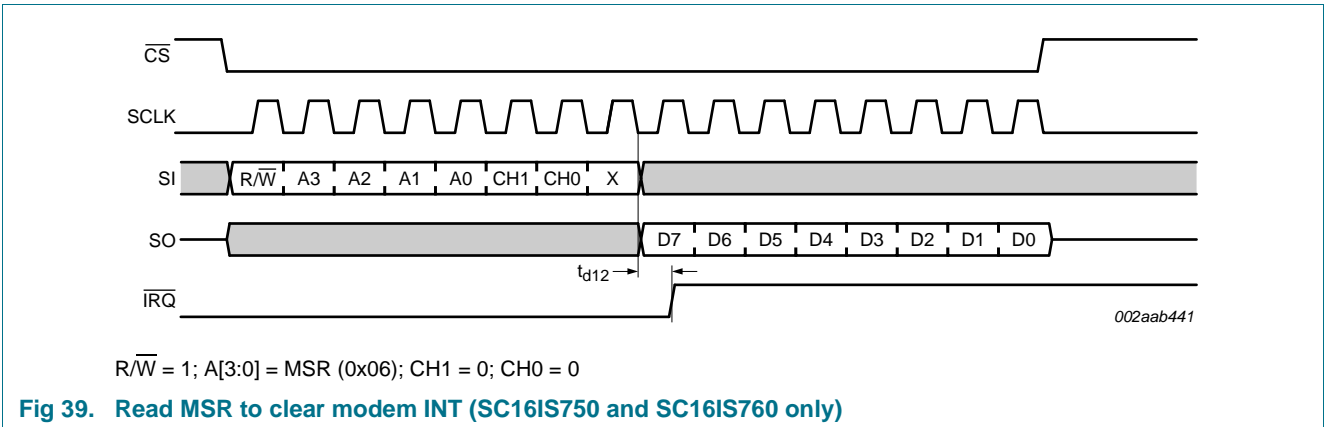 C̅S̅
SCLK
SI R/W̅ A3 A2 A1 A0 CH1 CH0 X
SO D7 D6 D5 D4 D3 D2 D1 D0
td12
I̅R̅Q̅
002aab441
R/W̅ = 1; A[3:0] = MSR (0x06); CH1 = 0; CH0 = 0
Fig 39. Read MSR to clear modem INT (SC16IS750 and SC16IS760 only)